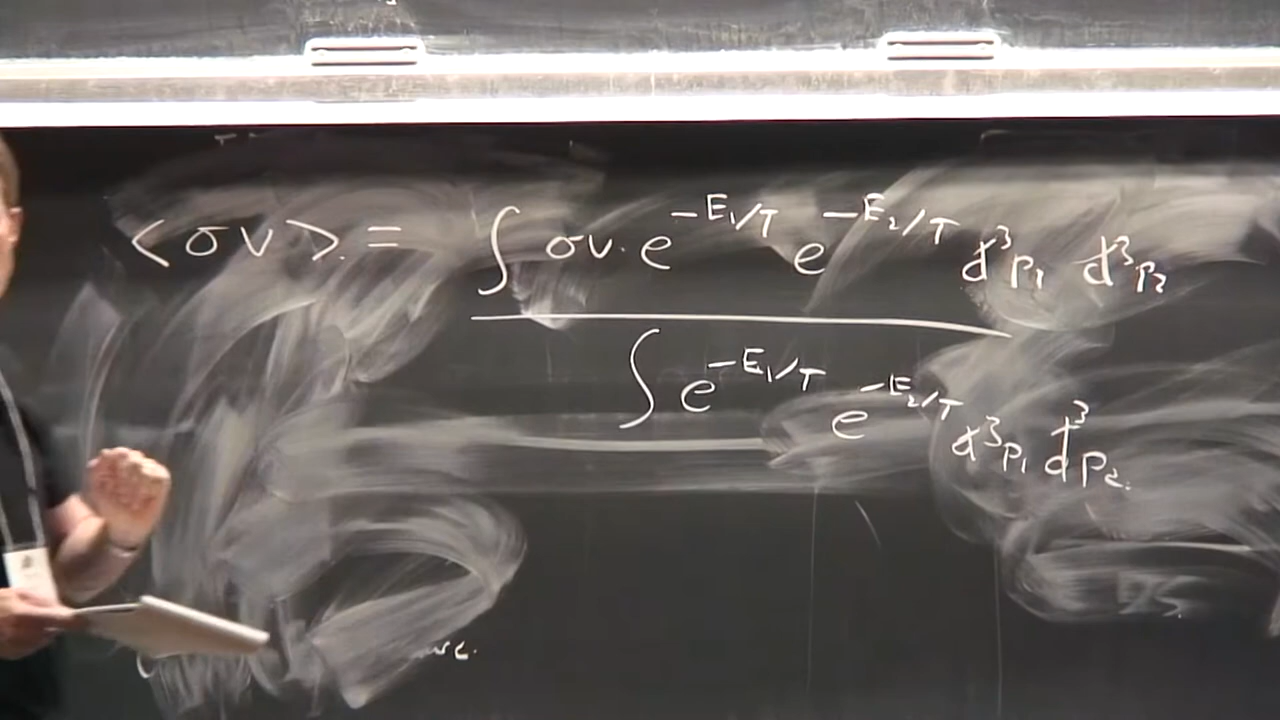 <σv> = ∫ σv· e^{-E₁/T} e^{-E₂/T} d³p₁ d³p₂
∫ e^{-E₁/T} e^{-E₂/T} d³p₁ d³p₂.